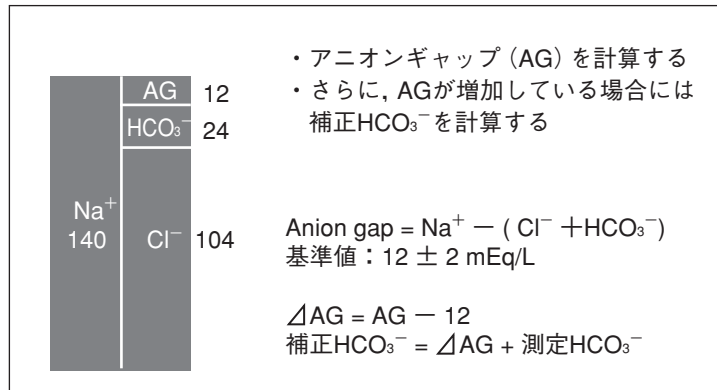 ・アニオンギャップ(AG)を計算する
・さらに, AGが増加している場合には
補正HCO₃⁻を計算する
AG 12
HCO₃⁻ 24
Na⁺
140
Cl⁻ 104
Anion gap = Na⁺ − ( Cl⁻ +HCO₃⁻)
基準値:12 ± 2 mEq/L
⊿AG = AG − 12
補正HCO₃⁻ = ⊿AG + 測定HCO₃⁻